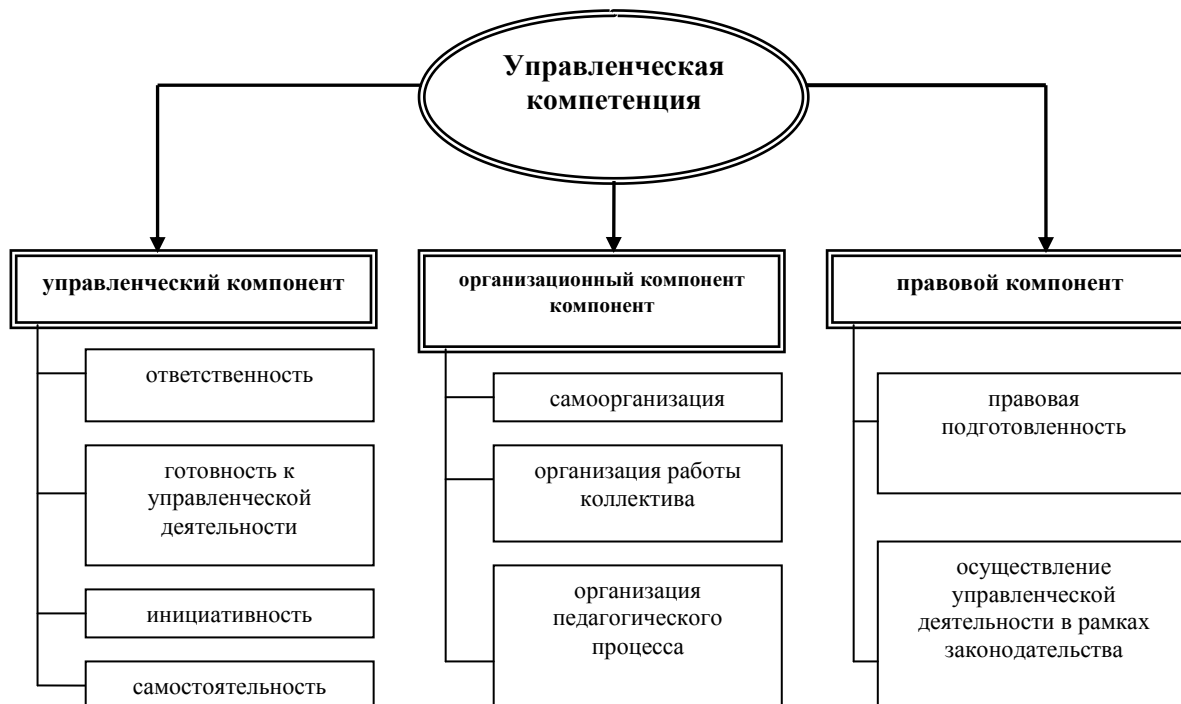 Управленческая
компетенция
управленческий компонент
ответственность
готовность к
управленческой
деятельности
инициативность
самостоятельность
организационный компонент
компонент
самоорганизация
организация работы
коллектива
организация
педагогического
процесса
правовой компонент
правовая
подготовленность
осуществление
управленческой
деятельности в рамках
законодательства